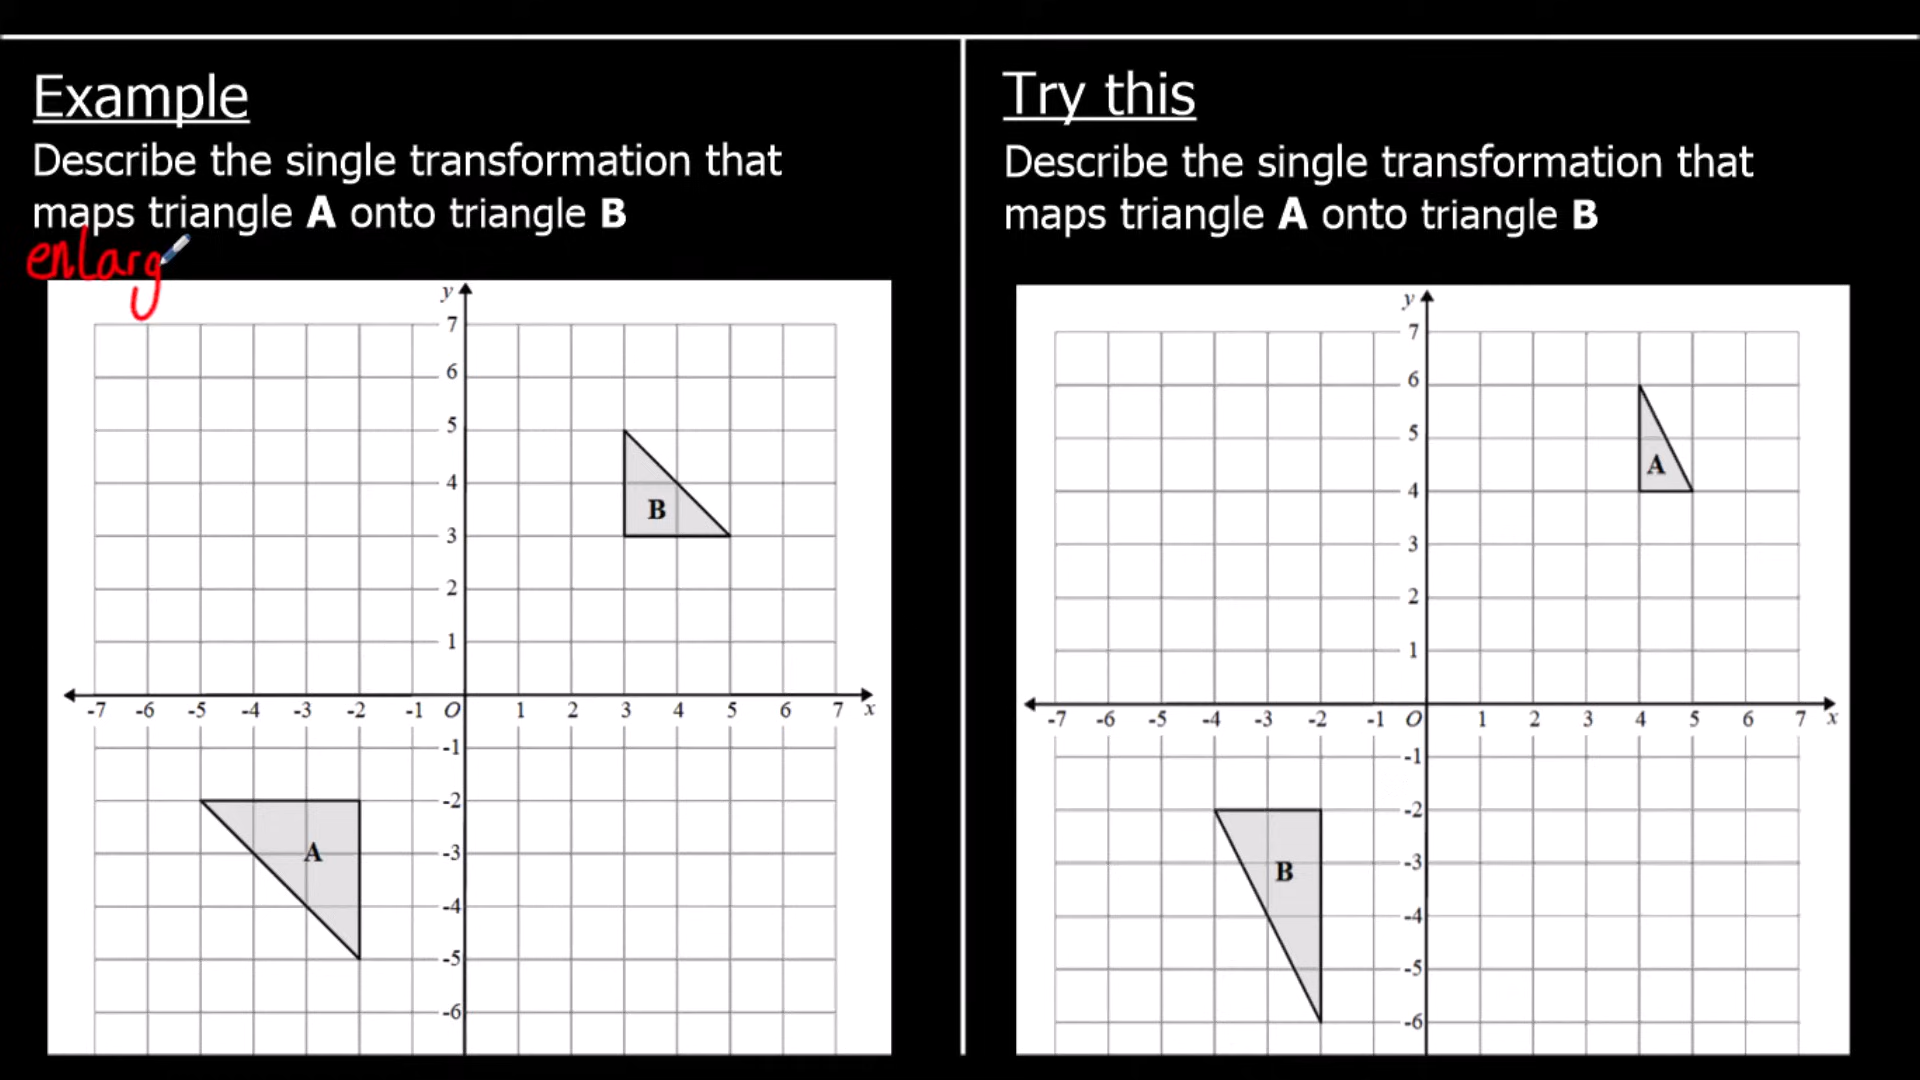 Example
Describe the single transformation that
maps triangle A onto triangle B
enlarg
y
7
6
5
4
3
2
1
B
-7 -6 -5 -4 -3 -2 -1 O 1 2 3 4 5 6 7 x
-1
-2
-3
-4
-5
-6
A
Try this
Describe the single transformation that
maps triangle A onto triangle B
y
7
6
5
4
3
2
1
A
-7 -6 -5 -4 -3 -2 -1 O 1 2 3 4 5 6 7 x
-1
-2
-3
-4
-5
-6
B